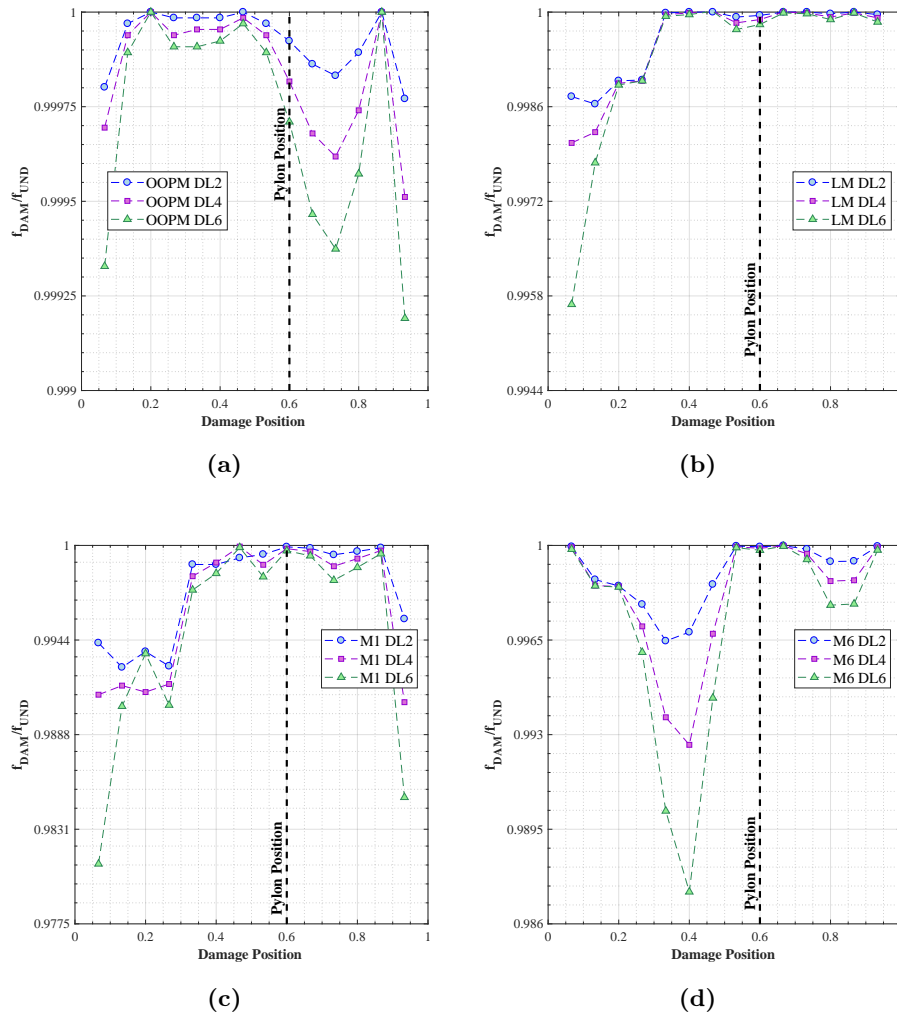 1
0.99975
0.9995
0.99925
0.999
f_DAM/f_UND
OOPM DL2
OOPM DL4
OOPM DL6
Pylon Position
0 0.2 0.4 0.6 0.8 1
Damage Position
(a)
1
0.9986
0.9972
0.9958
0.9944
f_DAM/f_UND
LM DL2
LM DL4
LM DL6
Pylon Position
0 0.2 0.4 0.6 0.8 1
Damage Position
(b)
1
0.9944
0.9888
0.9831
0.9775
f_DAM/f_UND
M1 DL2
M1 DL4
M1 DL6
Pylon Position
0 0.2 0.4 0.6 0.8 1
Damage Position
(c)
1
0.9965
0.993
0.9895
0.986
f_DAM/f_UND
M6 DL2
M6 DL4
M6 DL6
Pylon Position
0 0.2 0.4 0.6 0.8 1
Damage Position
(d)